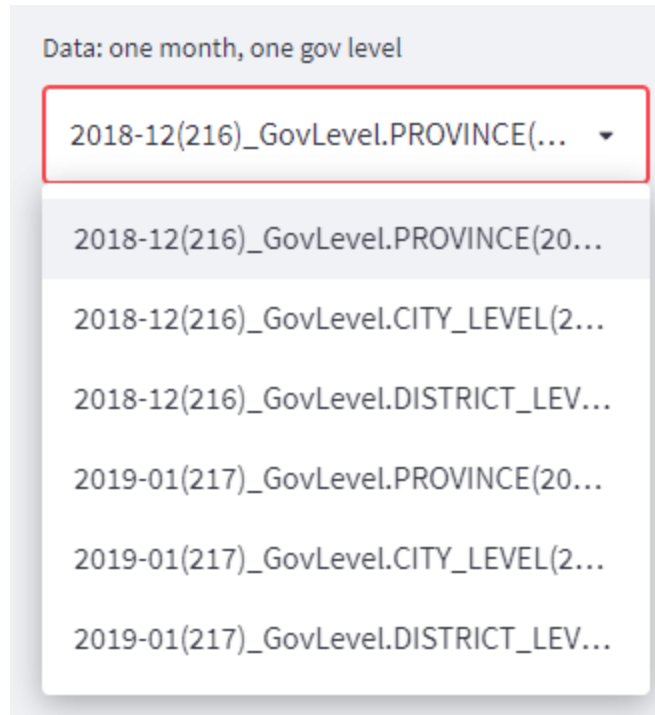 Data: one month, one gov level
2018-12(216)_GovLevel.PROVINCE(...
2018-12(216)_GovLevel.PROVINCE(20...
2018-12(216)_GovLevel.CITY_LEVEL(2...
2018-12(216)_GovLevel.DISTRICT_LEV...
2019-01(217)_GovLevel.PROVINCE(20...
2019-01(217)_GovLevel.CITY_LEVEL(2...
2019-01(217)_GovLevel.DISTRICT_LEV...